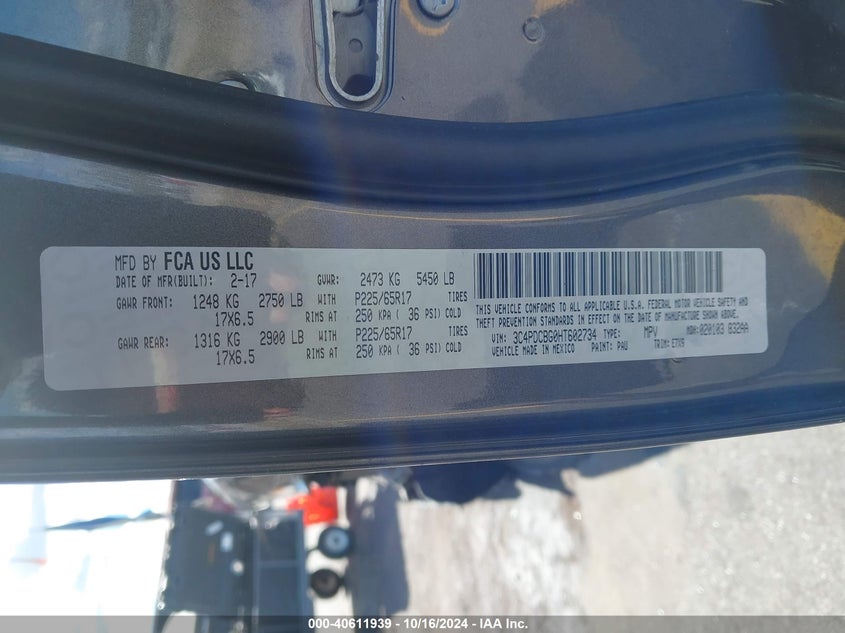 MFD BY FCA US LLC
DATE OF MFR(BUILT): 2-17 GVWR: 2473 KG 5450 LB
GAWR FRONT: 1248 KG 2750 LB WITH P225/65R17 TIRES
17X6.5 RIMS AT 250 KPA ( 36 PSI) COLD
GAWR REAR: 1316 KG 2900 LB WITH P225/65R17 TIRES
17X6.5 RIMS AT 250 KPA ( 36 PSI) COLD
THIS VEHICLE CONFORMS TO ALL APPLICABLE U.S.A. FEDERAL MOTOR VEHICLE SAFETY AND
THEFT PREVENTION STANDARDS IN EFFECT ON THE DATE OF MANUFACTURE SHOWN ABOVE.
VIN: 3C4PDCBG0HT602734 TYPE: MPV MDH: 020103 832AA
VEHICLE MADE IN MEXICO PAINT: PAU TRIM:
000-40611939 / 10/16/2024 - IAA Inc.